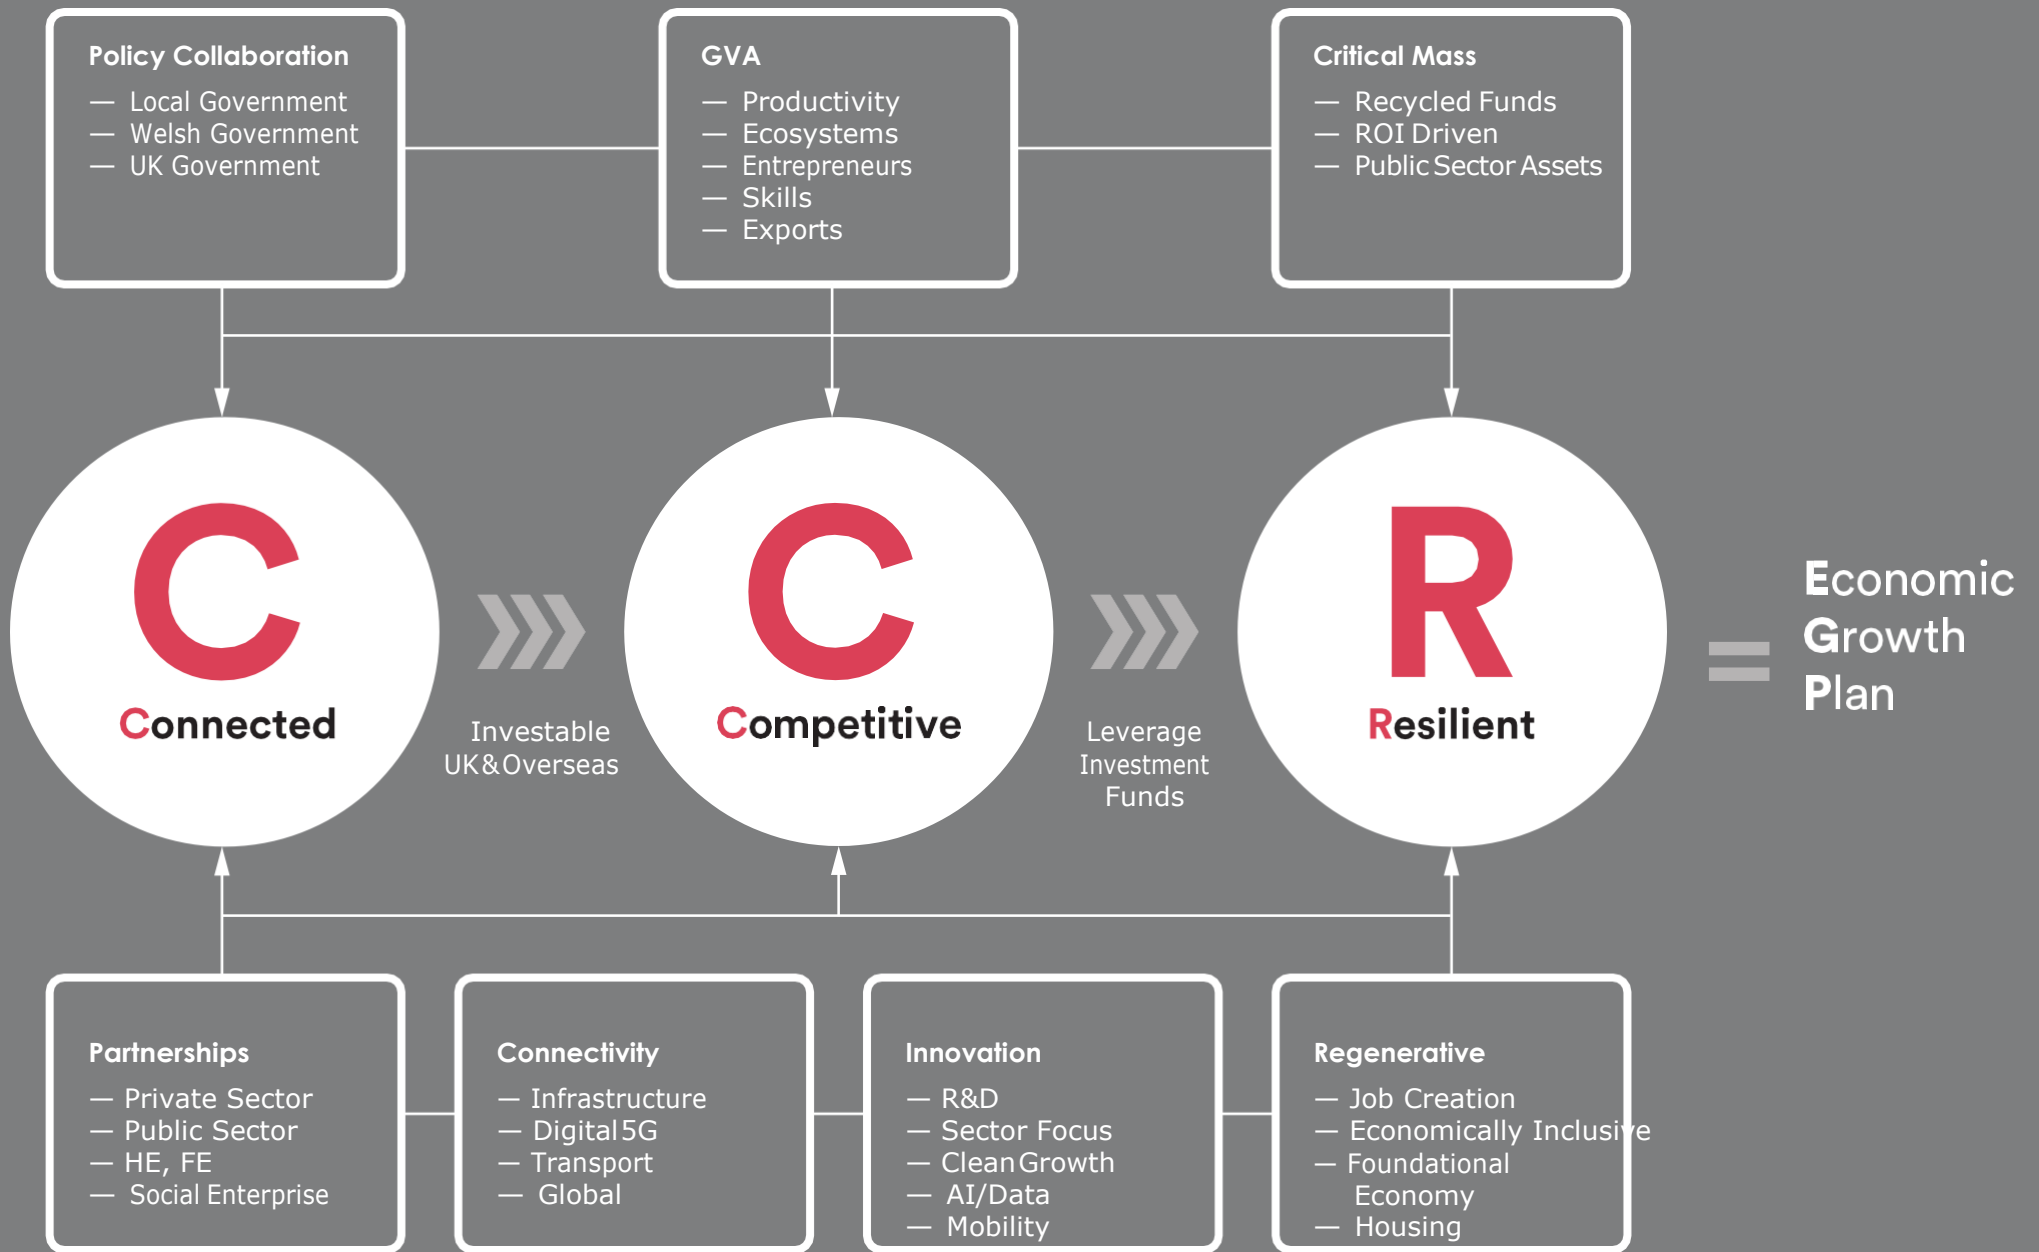 Policy Collaboration
— Local Government
— Welsh Government
— UK Government
GVA
— Productivity
— Ecosystems
— Entrepreneurs
— Skills
— Exports
Critical Mass
— Recycled Funds
— ROI Driven
— Public Sector Assets
C
Connected
Investable
UK&Overseas
C
Competitive
Leverage
Investment
Funds
R
Resilient
=
Economic
Growth
Plan
Partnerships
— Private Sector
— Public Sector
— HE, FE
— Social Enterprise
Connectivity
— Infrastructure
— Digital 5G
— Transport
— Global
Innovation
— R&D
— Sector Focus
— Clean Growth
— AI/Data
— Mobility
Regenerative
— Job Creation
— Economically Inclusive
— Foundational
Economy
— Housing